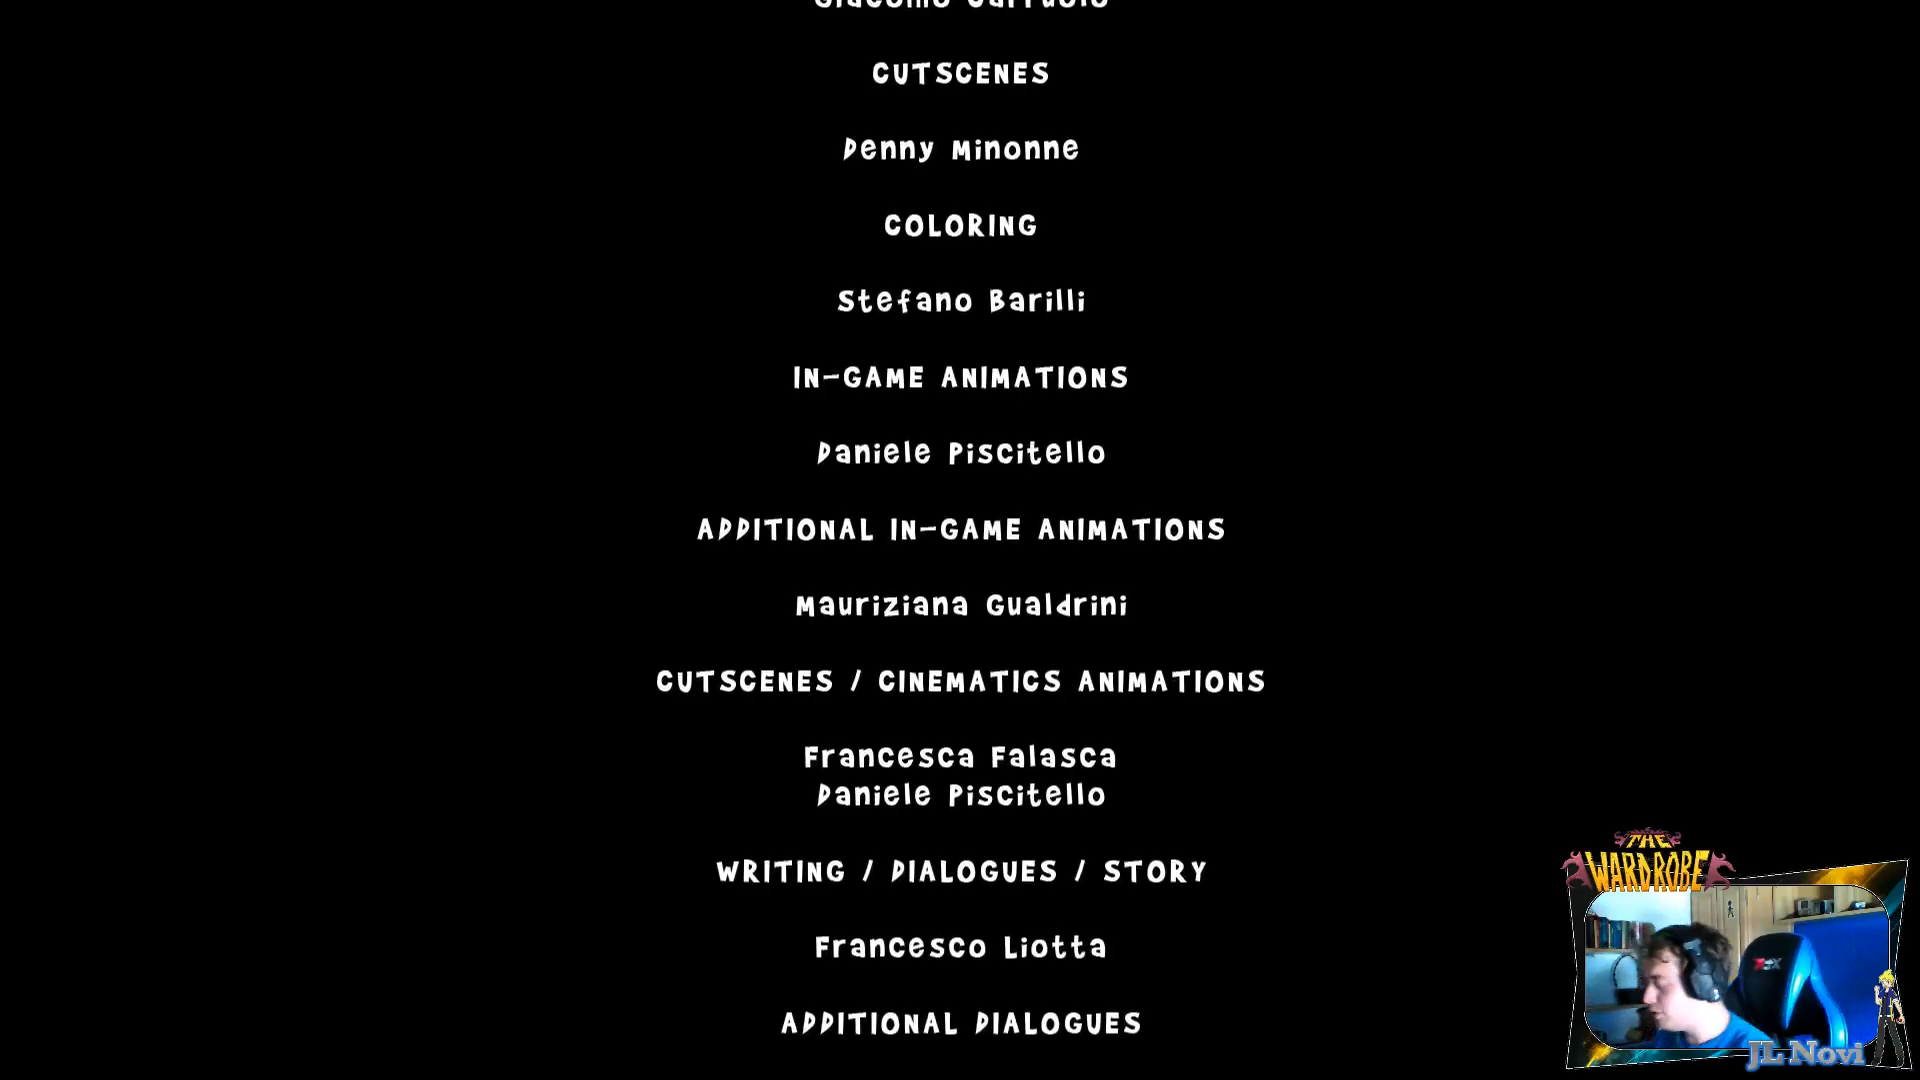 CUTSCENES
Denny Minonne
COLORING
Stefano Barilli
IN-GAME ANIMATIONS
Daniele Piscitello
ADDITIONAL IN-GAME ANIMATIONS
Mauriziana Gualdrini
CUTSCENES / CINEMATICS ANIMATIONS
Francesca Falasca
Daniele Piscitello
WRITING / DIALOGUES / STORY
Francesco Liotta
ADDITIONAL DIALOGUES
THE
WARDROBE
JL Novi